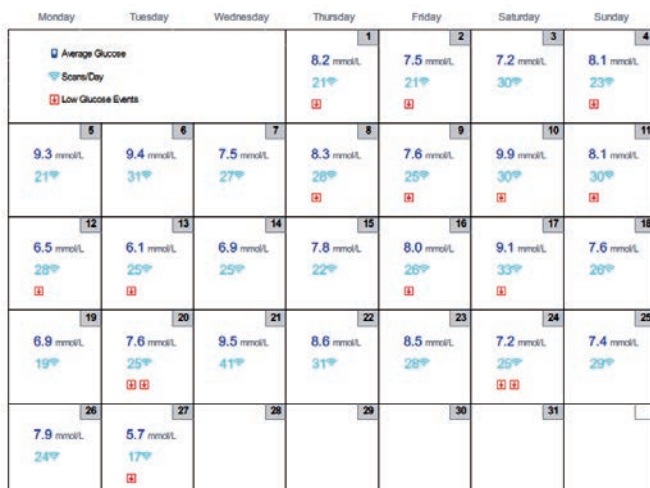 Monday Tuesday Wednesday Thursday Friday Saturday Sunday
Average Glucose
Scans/Day
Low Glucose Events
1 2 3 4
8.2 mmol/L 7.5 mmol/L 7.2 mmol/L 8.1 mmol/L
21 21 30 23
5 6 7 8 9 10 11
9.3 mmol/L 9.4 mmol/L 7.5 mmol/L 8.3 mmol/L 7.6 mmol/L 9.9 mmol/L 8.1 mmol/L
21 31 27 28 25 30 30
12 13 14 15 16 17 18
6.5 mmol/L 6.1 mmol/L 6.9 mmol/L 7.8 mmol/L 8.0 mmol/L 9.1 mmol/L 7.6 mmol/L
28 25 25 22 26 33 26
19 20 21 22 23 24 25
6.9 mmol/L 7.6 mmol/L 9.5 mmol/L 8.6 mmol/L 8.5 mmol/L 7.2 mmol/L 7.4 mmol/L
19 25 41 31 28 25 29
26 27 28 29 30 31
7.9 mmol/L 5.7 mmol/L
24 17